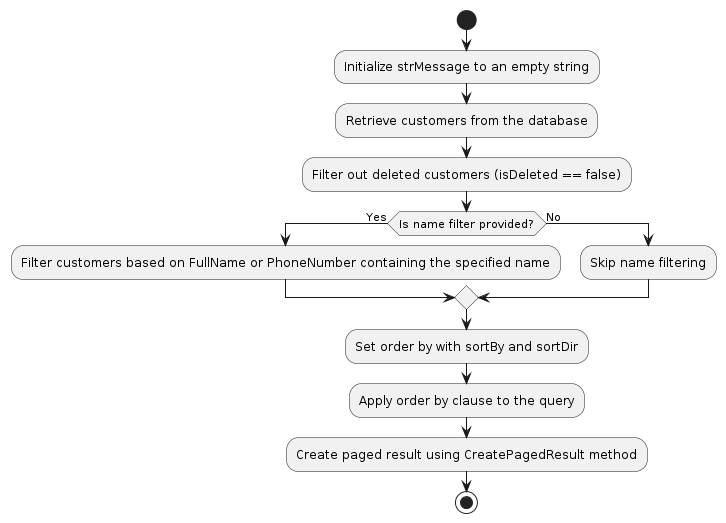 Initialize strMessage to an empty string
Retrieve customers from the database
Filter out deleted customers (isDeleted == false)
Yes
Is name filter provided?
No
Filter customers based on FullName or PhoneNumber containing the specified name
Skip name filtering
Set order by with sortBy and sortDir
Apply order by clause to the query
Create paged result using CreatePagedResult method